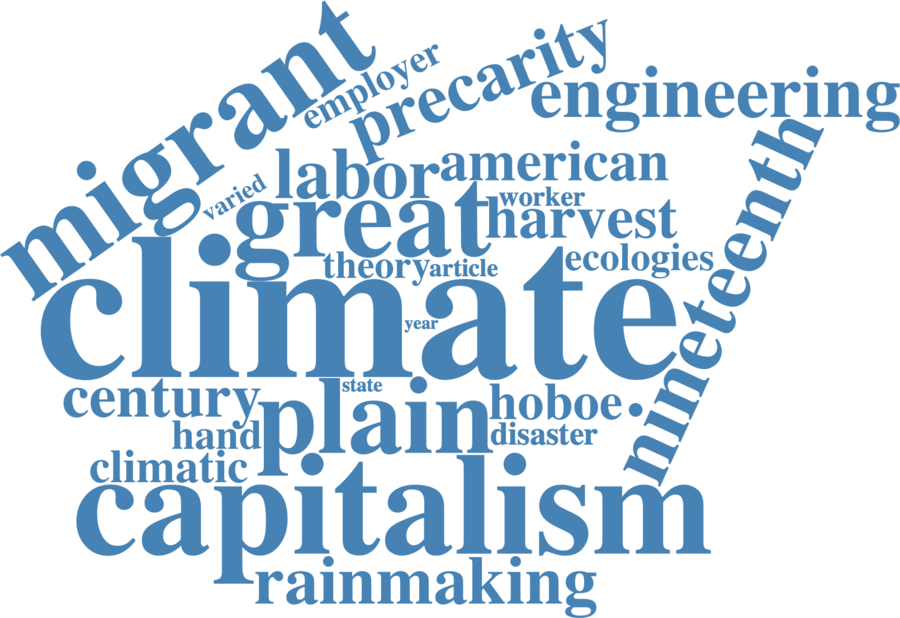 migrant
employer
precarity
engineering
labor
american
varied
great
worker
harvest
nineteenth
theory
article
ecologies
climate
year
century
state
plain
hoboe
hand
disaster
climatic
capitalism
rainmaking